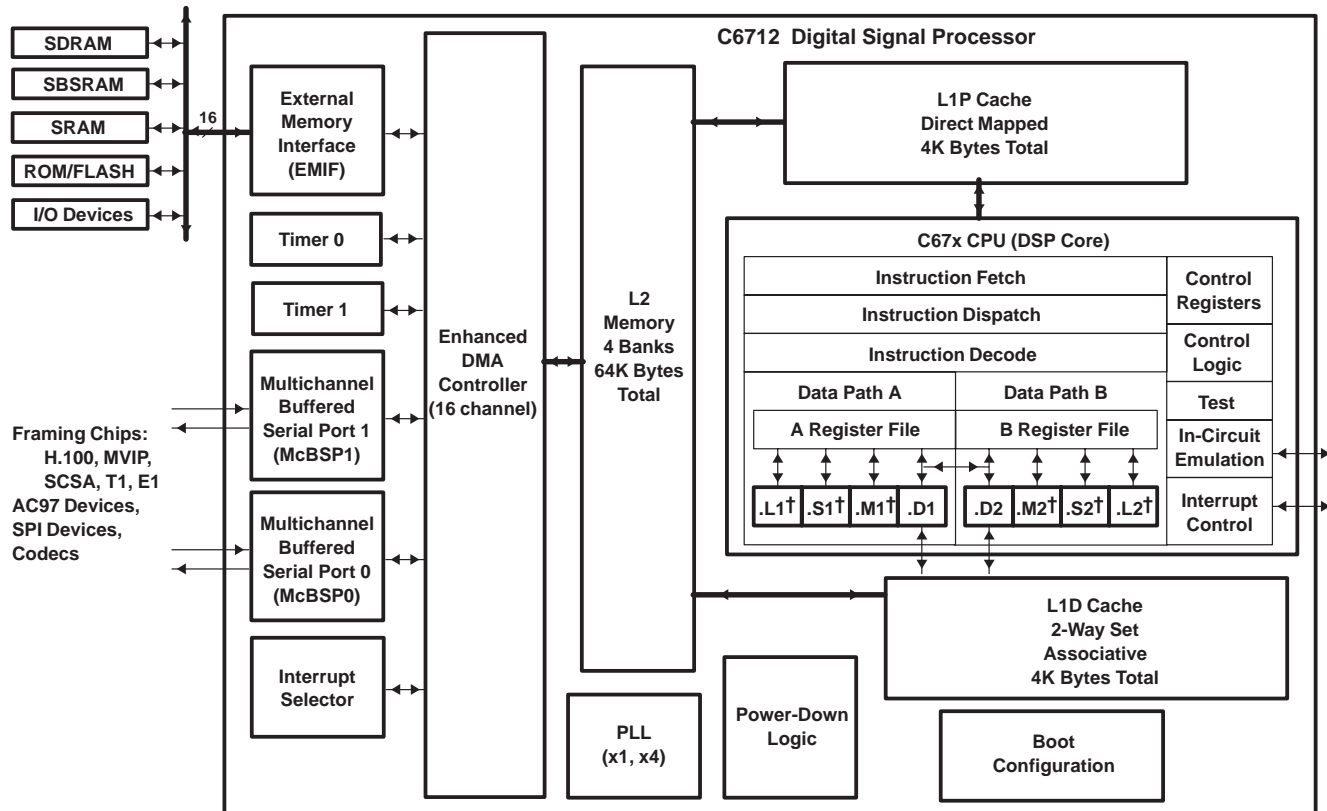 C6712 Digital Signal Processor
SDRAM
SBSRAM
SRAM
ROM/FLASH
I/O Devices
16
External
Memory
Interface
(EMIF)
Timer 0
Timer 1
Multichannel
Buffered
Serial Port 1
(McBSP1)
Framing Chips:
H.100, MVIP,
SCSA, T1, E1
AC97 Devices,
SPI Devices,
Codecs
Multichannel
Buffered
Serial Port 0
(McBSP0)
Interrupt
Selector
Enhanced
DMA
Controller
(16 channel)
L2
Memory
4 Banks
64K Bytes
Total
PLL
(x1, x4)
Power-Down
Logic
L1P Cache
Direct Mapped
4K Bytes Total
C67x CPU (DSP Core)
Instruction Fetch
Instruction Dispatch
Instruction Decode
Data Path A
Data Path B
A Register File
B Register File
.L1† .S1† .M1† .D1
.D2 .M2† .S2† .L2†
Control
Registers
Control
Logic
Test
In-Circuit
Emulation
Interrupt
Control
L1D Cache
2-Way Set
Associative
4K Bytes Total
Boot
Configuration